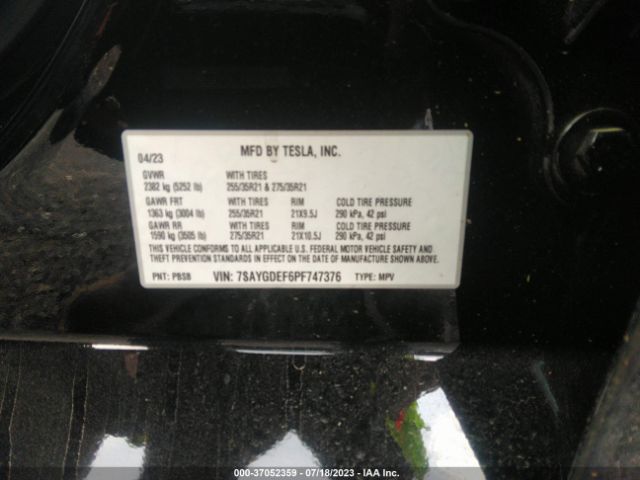 04/23 MFD BY TESLA, INC.
GVWR WITH TIRES
2382 kg (5252 lb) 255/35R21 & 275/35R21
GAWR FRT WITH TIRES RIM COLD TIRE PRESSURE
1363 kg (3004 lb) 255/35R21 21X9.5J 290 kPa, 42 psi
GAWR RR WITH TIRES RIM COLD TIRE PRESSURE
1590 kg (3505 lb) 275/35R21 21X10.5J 290 kPa, 42 psi
THIS VEHICLE CONFORMS TO ALL APPLICABLE U.S. FEDERAL MOTOR VEHICLE SAFETY AND
THEFT PREVENTION STANDARDS IN EFFECT ON THE DATE OF MANUFACTURE SHOWN ABOVE.
PNT: PBSB VIN: 7SAYGDEF6PF747376 TYPE: MPV
000-37052359 - 07/18/2023 - IAA Inc.